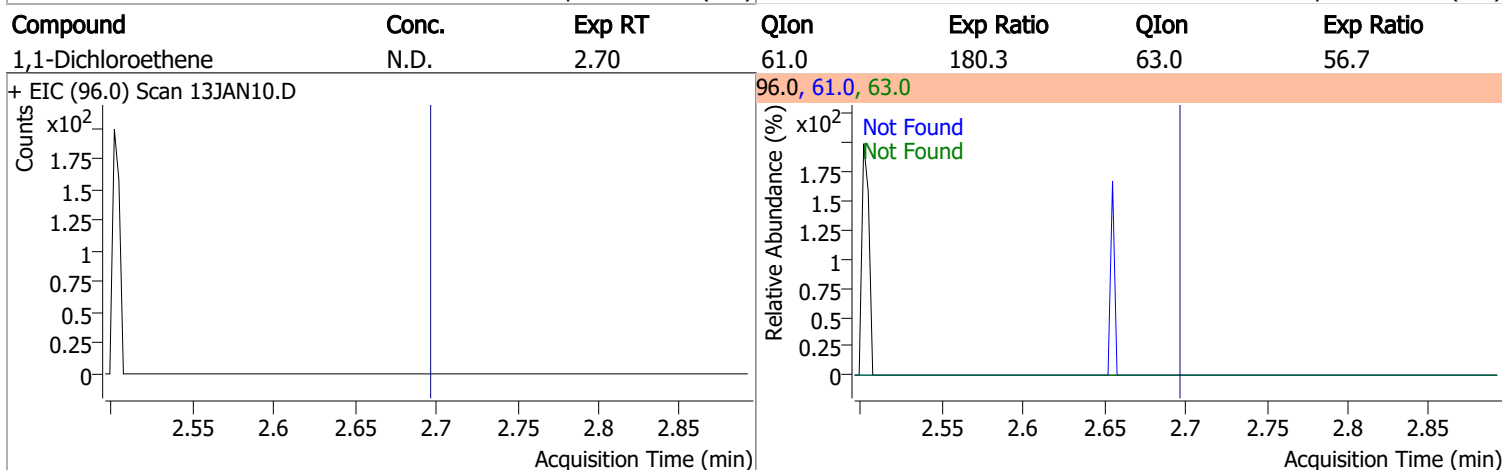 Compound Conc. Exp RT QIon Exp Ratio QIon Exp Ratio
1,1-Dichloroethene N.D. 2.70 61.0 180.3 63.0 56.7
+ EIC (96.0) Scan 13JAN10.D
Counts
x10²
1.75
1.5
1.25
1
0.75
0.5
0.25
0
2.55 2.6 2.65 2.7 2.75 2.8 2.85
Acquisition Time (min)
96.0, 61.0, 63.0
Relative Abundance (%)
x10²
Not Found
Not Found
1.75
1.5
1.25
1
0.75
0.5
0.25
0
2.55 2.6 2.65 2.7 2.75 2.8 2.85
Acquisition Time (min)